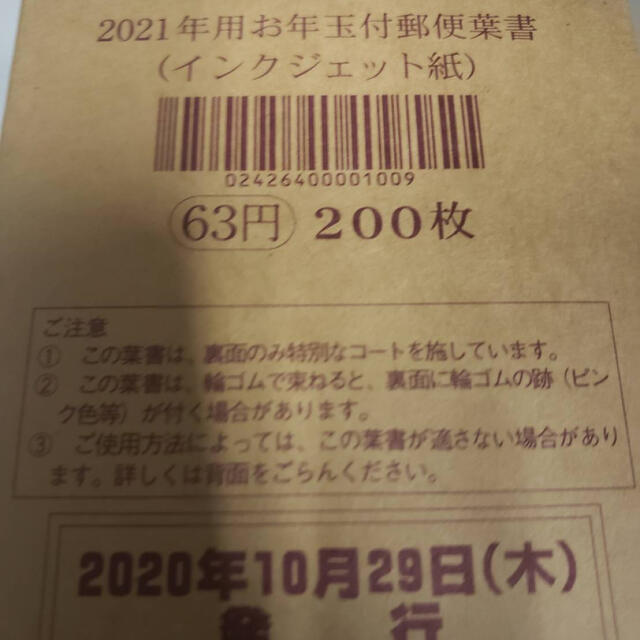 2021年用お年玉付郵便葉書
(インクジェット紙)
02426400001009
63円 200枚
ご注意
① この葉書は、裏面のみ特別なコートを施しています。
② この葉書は、輪ゴムで束ねると、裏面に輪ゴムの跡(ピン
ク色等)が付く場合があります。
③ ご使用方法によっては、この葉書が適さない場合があり
ます。詳しくは背面をごらんください。
2020年10月29日(木)
発行